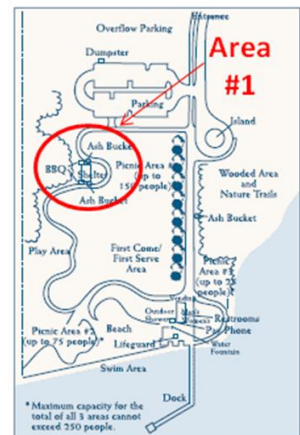 Entrance
Overflow Parking
Dumpster
Area
#1
Parking
Island
Ash Bucket
BBQ
Shelter
Picnic Area #
(up to
150 people)
Wooded Area
and
Nature Trails
Ash Bucket
Ash Bucket
Play Area
First Come/
First Serve
Area
Picnic
Area #3
(up to 25
people)*
Vending
Outdoor
Shower
Men's
Women's
Restrooms
Pay Phone
Water
Fountain
Picnic Area #2
(up to 75 people)*
Beach
Lifeguard
Swim Area
Dock
*Maximum capacity for the
total of all 3 areas cannot
exceed 250 people.